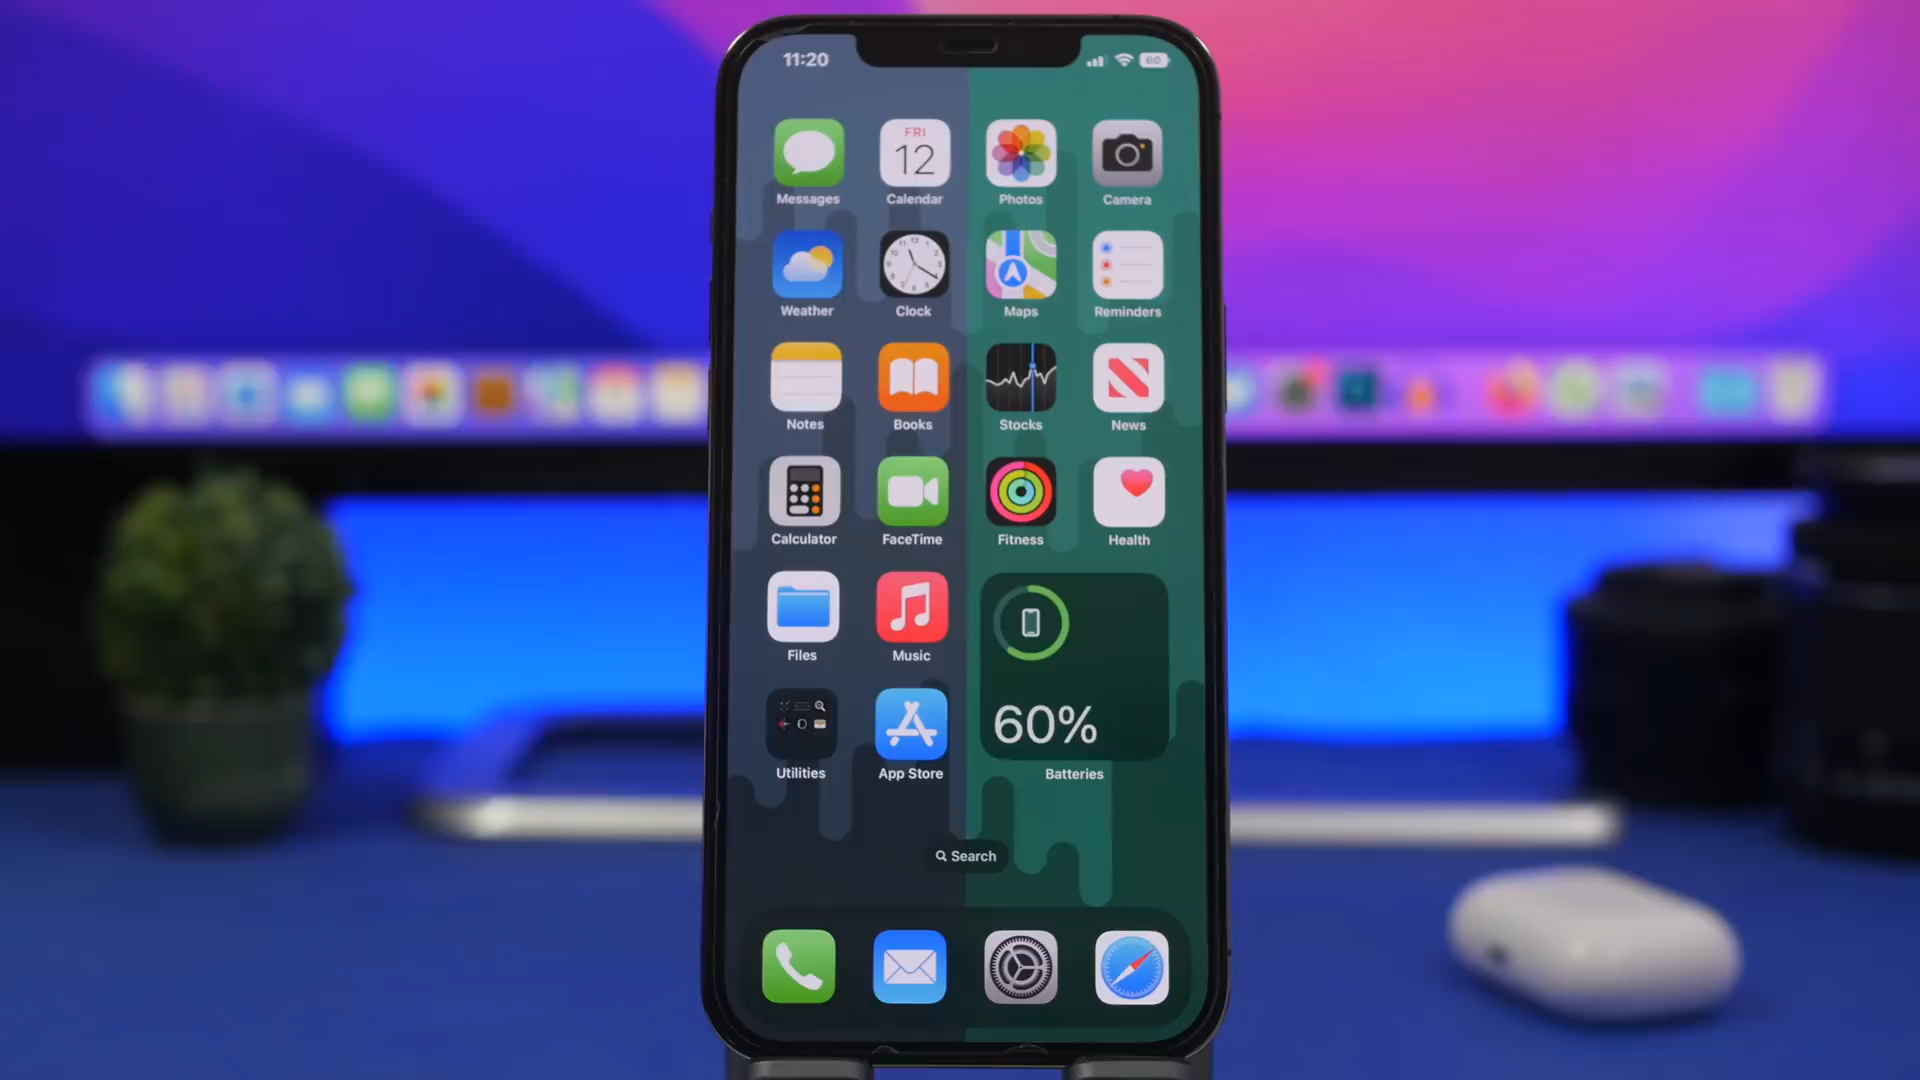 11:20 60
FRI
12
Messages Calendar Photos Camera
Weather Clock Maps Reminders
Notes Books Stocks News
Calculator FaceTime Fitness Health
Files Music
60%
Utilities App Store Batteries
Search